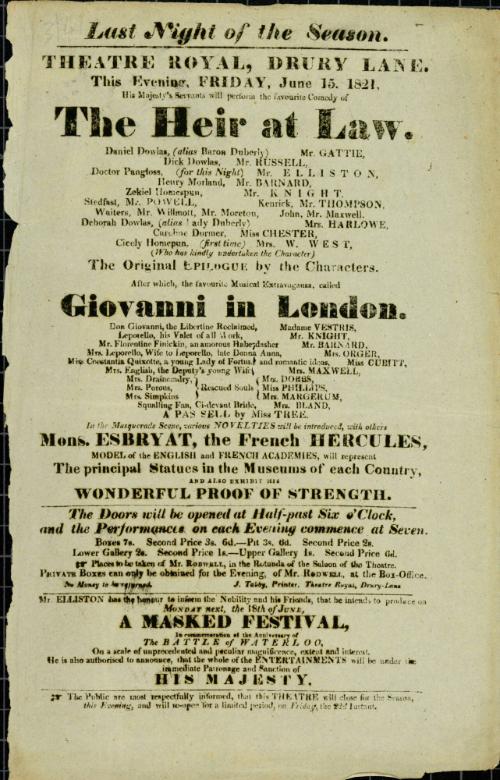 Last Night of the Season.
THEATRE ROYAL, DRURY LANE.
This Evening, FRIDAY, June 15. 1821,
His Majesty's Servants will perform the favourite Comedy of
The Heir at Law.
Daniel Dowlas, (alias Baron Duberly) Mr. GATTIE,
Dick Dowlas, Mr. RUSSELL,
Doctor Pangloss, (for this Night) Mr. ELLISTON,
Henry Morland, Mr. BARNARD,
Zekiel Homespun, Mr. KNIGHT,
Stedfast, Mr. POWELL, Kenrick, Mr. THOMPSON,
Waiters, Mr. Willmott, Mr. Moreton, John, Mr. Maxwell.
Deborah Dowlas, (alias Lady Duberly) Mrs. HARLOWE,
Caroline Dormer, Miss CHESTER,
Cicely Homepun, (first time) Mrs. W. WEST,
(Who has kindly undertaken the Character)
The Original EPILOGUE by the Characters.
After which, the favourite Musical Extravaganza, called
Giovanni in London.
Don Giovanni, the Libertine Reclaimed, Madame VESTRIS,
Leporello, his Valet of all Work, Mr. KNIGHT,
Mr. Florentine Finickin, an amorous Haberdasher Mr. BARNARD,
Mrs. Leporello, Wife to Leporello, late Donna Anna, Mrs. ORGER,
Miss Constantia Quixotte, a young Lady of Fortune and romantic ideas, Miss CUBITT,
Mrs. English, the Deputy's young Wife Mrs. MAXWELL,
Mrs. Drainemdry, Mrs. DOBBS,
Mrs. Porous, Rescued Souls Miss PHILLIPS,
Mrs. Simpkins Mrs. MARGERUM,
Squalling Fan, Ci-devant Bride, Mrs. BLAND,
A PAS SEUL by Miss TREE.
In the Masquerade Scene, various NOVELTIES will be introduced, with others
Mons. ESBRYAT, the French HERCULES,
MODEL of the ENGLISH and FRENCH ACADEMIES, will represent
The principal Statues in the Museums of each Country,
AND ALSO EXHIBIT HIS
WONDERFUL PROOF OF STRENGTH.
The Doors will be opened at Half-past Six o'Clock,
and the Performances on each Evening commence at Seven.
Boxes 7s. Second Price 3s. 6d.—Pit 3s. 6d. Second Price 2s.
Lower Gallery 2s. Second Price 1s.—Upper Gallery 1s. Second Price 6d.
☞ Places to be taken of Mr. RODWELL, in the Rotunda of the Saloon of the Theatre.
PRIVATE BOXES can only be obtained for the Evening, of Mr. RODWELL, at the Box-Office.
No Money to be returned. J. Tabby, Printer, Theatre Royal, Drury-Lane
Mr. ELLISTON has the honour to inform the Nobility and his Friends, that he intends to produce on
MONDAY next, the 18th of JUNE,
A MASKED FESTIVAL,
In commemoration of the Anniversary of
The BATTLE of WATERLOO,
On a scale of unprecedented and peculiar magnificence, extent and interest.
He is also authorised to announce, that the whole of the ENTERTAINMENTS will be under the
immediate Patronage and Sanction of
HIS MAJESTY.
☞ The Public are most respectfully informed, that this THEATRE will close for the Season,
this Evening, and will re-open for a limited period, on Friday, the 22d Instant.